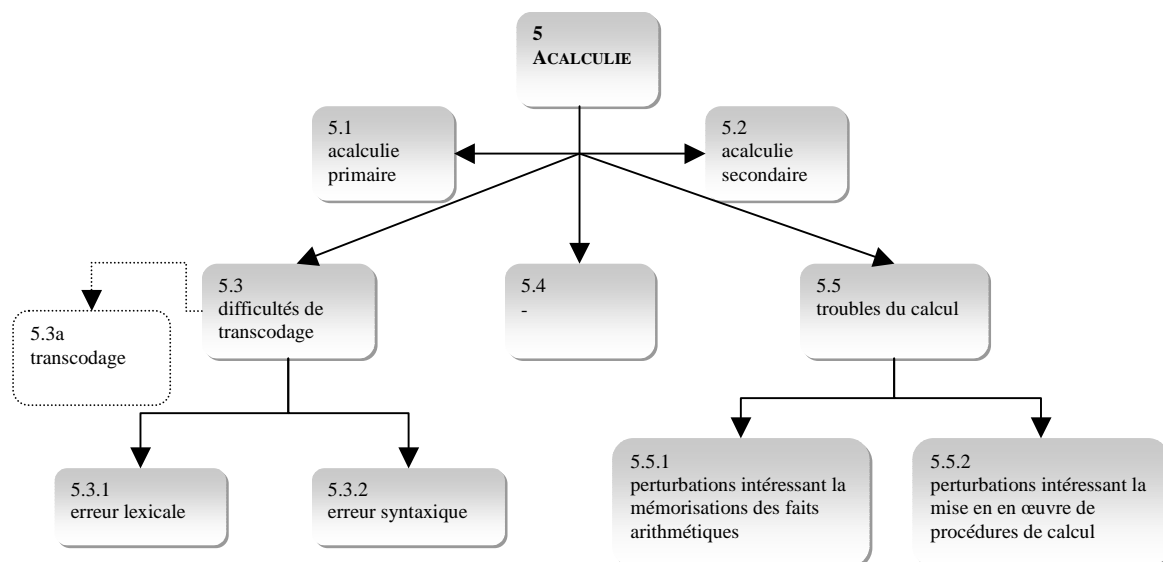 5
ACALCULIE
5.1
acalculie
primaire
5.2
acalculie
secondaire
5.3
difficultés de
transcodage
5.4
-
5.5
troubles du calcul
5.3a
transcodage
5.3.1
erreur lexicale
5.3.2
erreur syntaxique
5.5.1
perturbations intéressant la
mémorisations des faits
arithmétiques
5.5.2
perturbations intéressant la
mise en en œuvre de
procédures de calcul